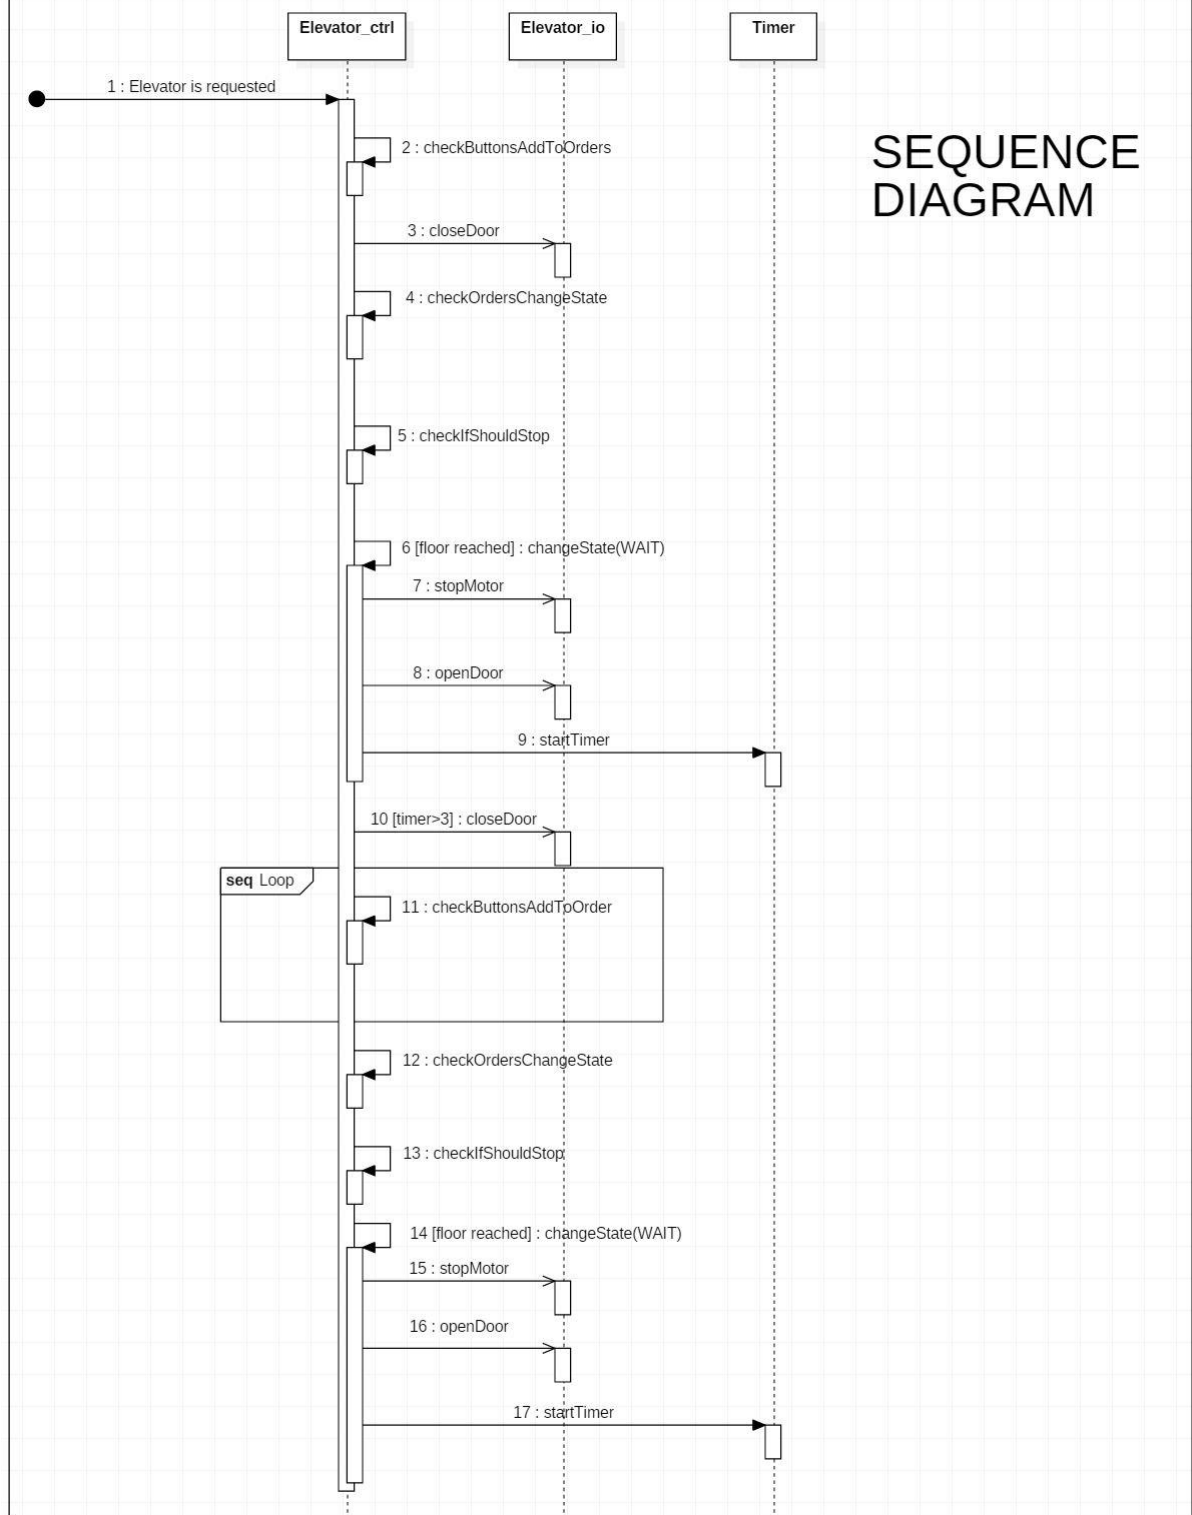 Elevator_ctrl
Elevator_io
Timer
1 : Elevator is requested
SEQUENCE
DIAGRAM
2 : checkButtonsAddToOrders
3 : closeDoor
4 : checkOrdersChangeState
5 : checkIfShouldStop
6 [floor reached] : changeState(WAIT)
7 : stopMotor
8 : openDoor
9 : startTimer
10 [timer>3] : closeDoor
seq Loop
11 : checkButtonsAddToOrder
12 : checkOrdersChangeState
13 : checkIfShouldStop
14 [floor reached] : changeState(WAIT)
15 : stopMotor
16 : openDoor
17 : startTimer